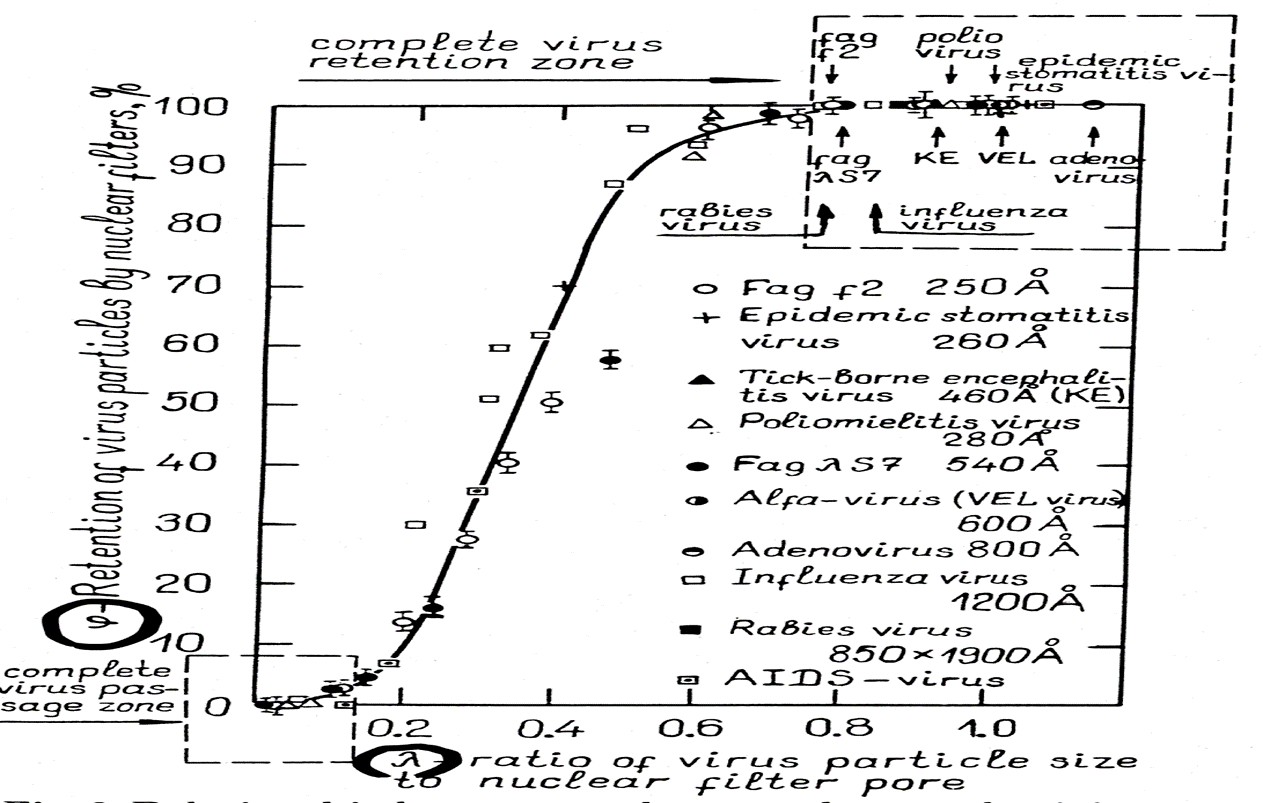 complete virus
retention zone
fag
f2
polio
virus
epidemic
stomatitis vi-
rus
fag
λS7
KE
VEL
adeno-
virus
rabies
virus
influenza
virus
φ-Retention of virus particles by nuclear filters, %
100
90
80
70
60
50
40
30
20
10
0
Fag f2 250Å
Epidemic stomatitis
virus 260Å
Tick-Borne encephali-
tis virus 460Å (KE)
Poliomielitis virus
280Å
Fag λS7 540Å
Alfa-virus (VEL virus)
600Å
Adenovirus 800Å
Influenza virus
1200Å
Rabies virus
850×1900Å
AIDS-virus
complete
virus pas-
sage zone
0.2 0.4 0.6 0.8 1.0
λ-ratio of virus particle size
to nuclear filter pore